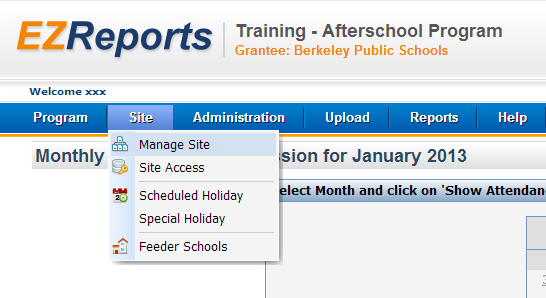 EZReports
Training - Afterschool Program
Grantee: Berkeley Public Schools
Welcome xxx
Program Site Administration Upload Reports Help
Monthly sion for January 2013
Manage Site
Site Access
elect Month and click on 'Show Attendan
Scheduled Holiday
Special Holiday
Feeder Schools